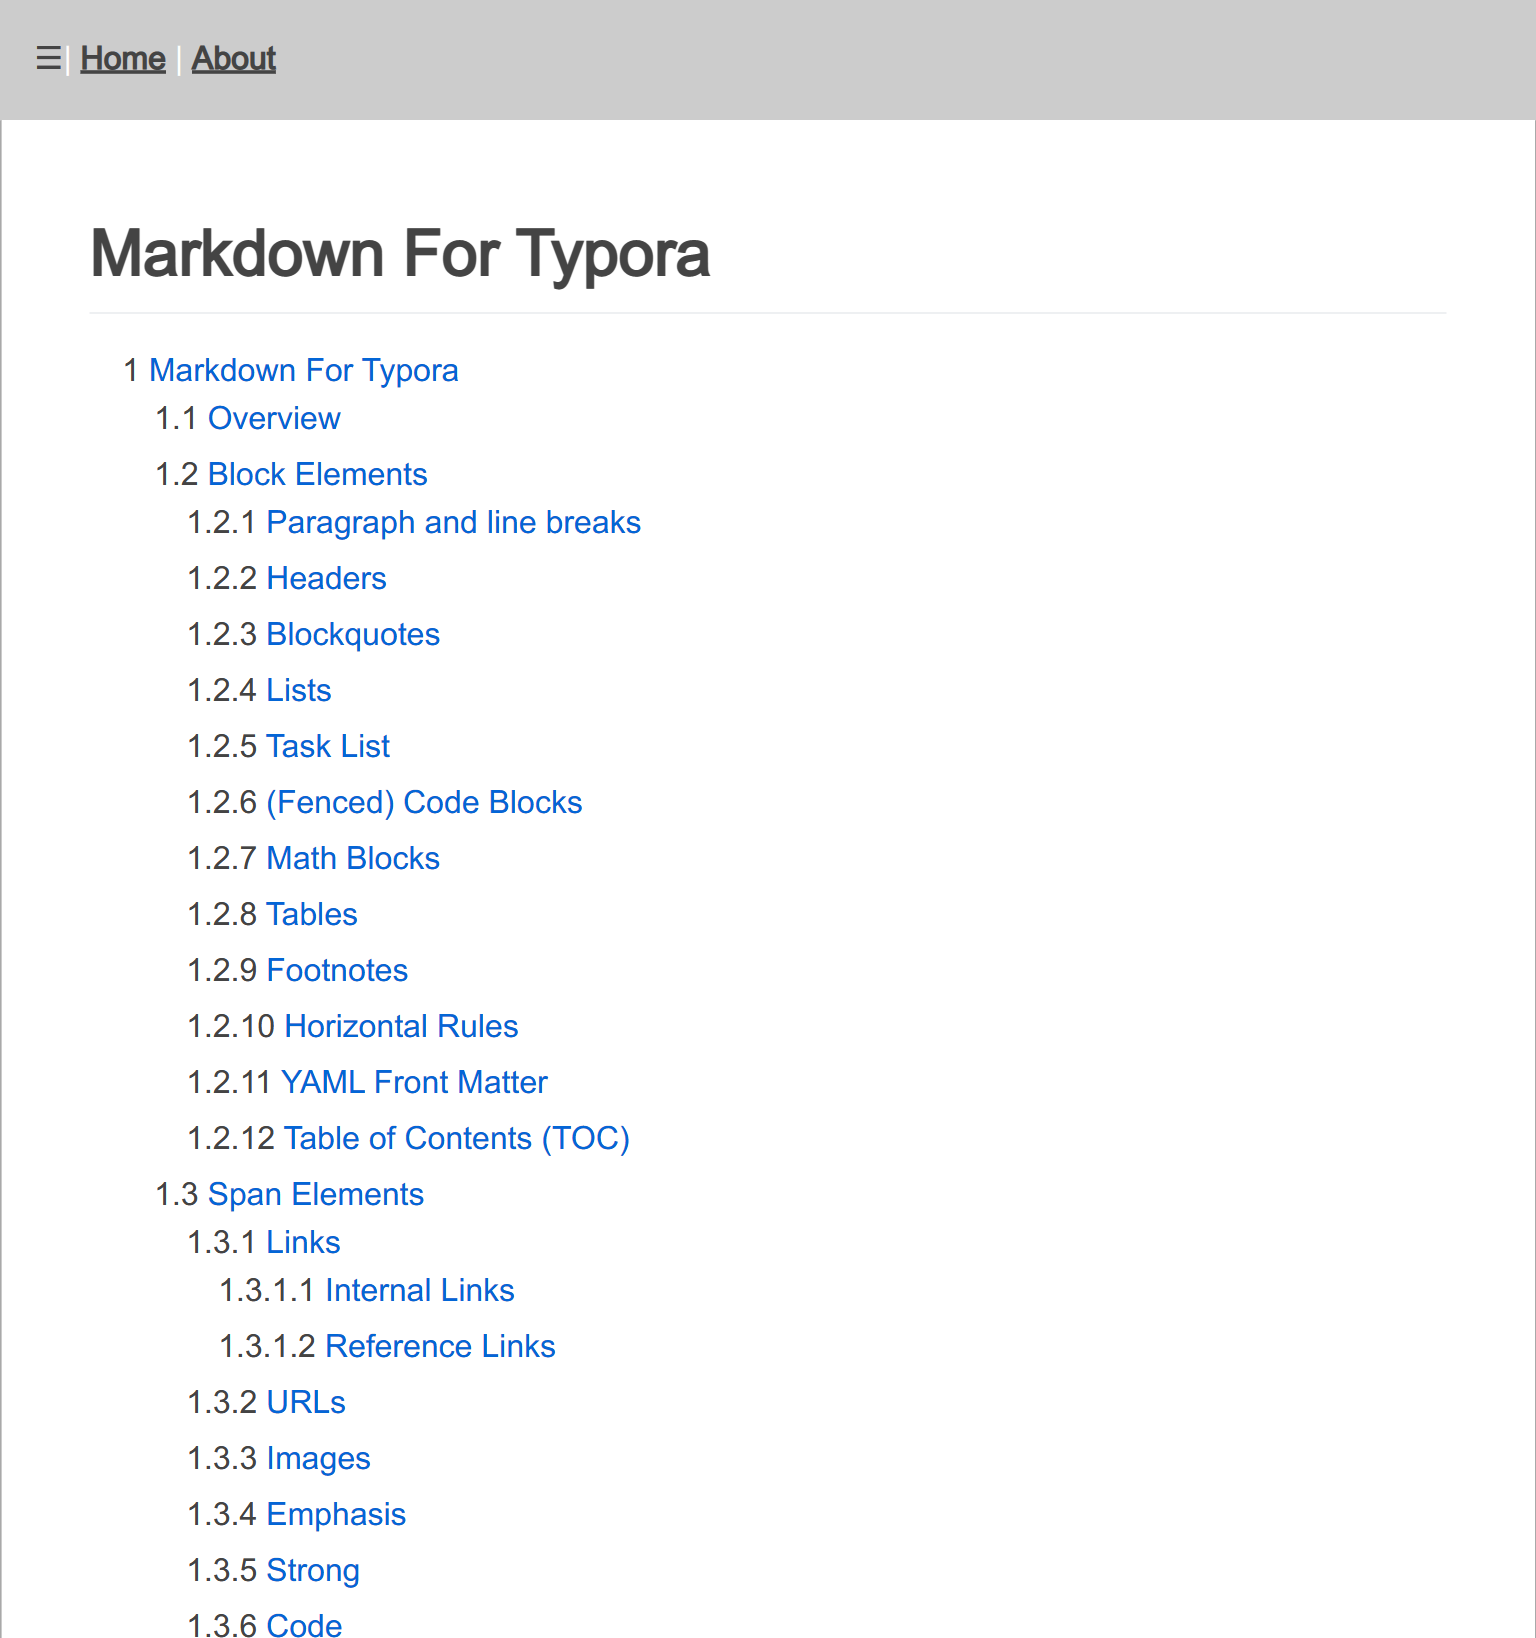 ☰| Home | About
Markdown For Typora
1 Markdown For Typora
1.1 Overview
1.2 Block Elements
1.2.1 Paragraph and line breaks
1.2.2 Headers
1.2.3 Blockquotes
1.2.4 Lists
1.2.5 Task List
1.2.6 (Fenced) Code Blocks
1.2.7 Math Blocks
1.2.8 Tables
1.2.9 Footnotes
1.2.10 Horizontal Rules
1.2.11 YAML Front Matter
1.2.12 Table of Contents (TOC)
1.3 Span Elements
1.3.1 Links
1.3.1.1 Internal Links
1.3.1.2 Reference Links
1.3.2 URLs
1.3.3 Images
1.3.4 Emphasis
1.3.5 Strong
1.3.6 Code